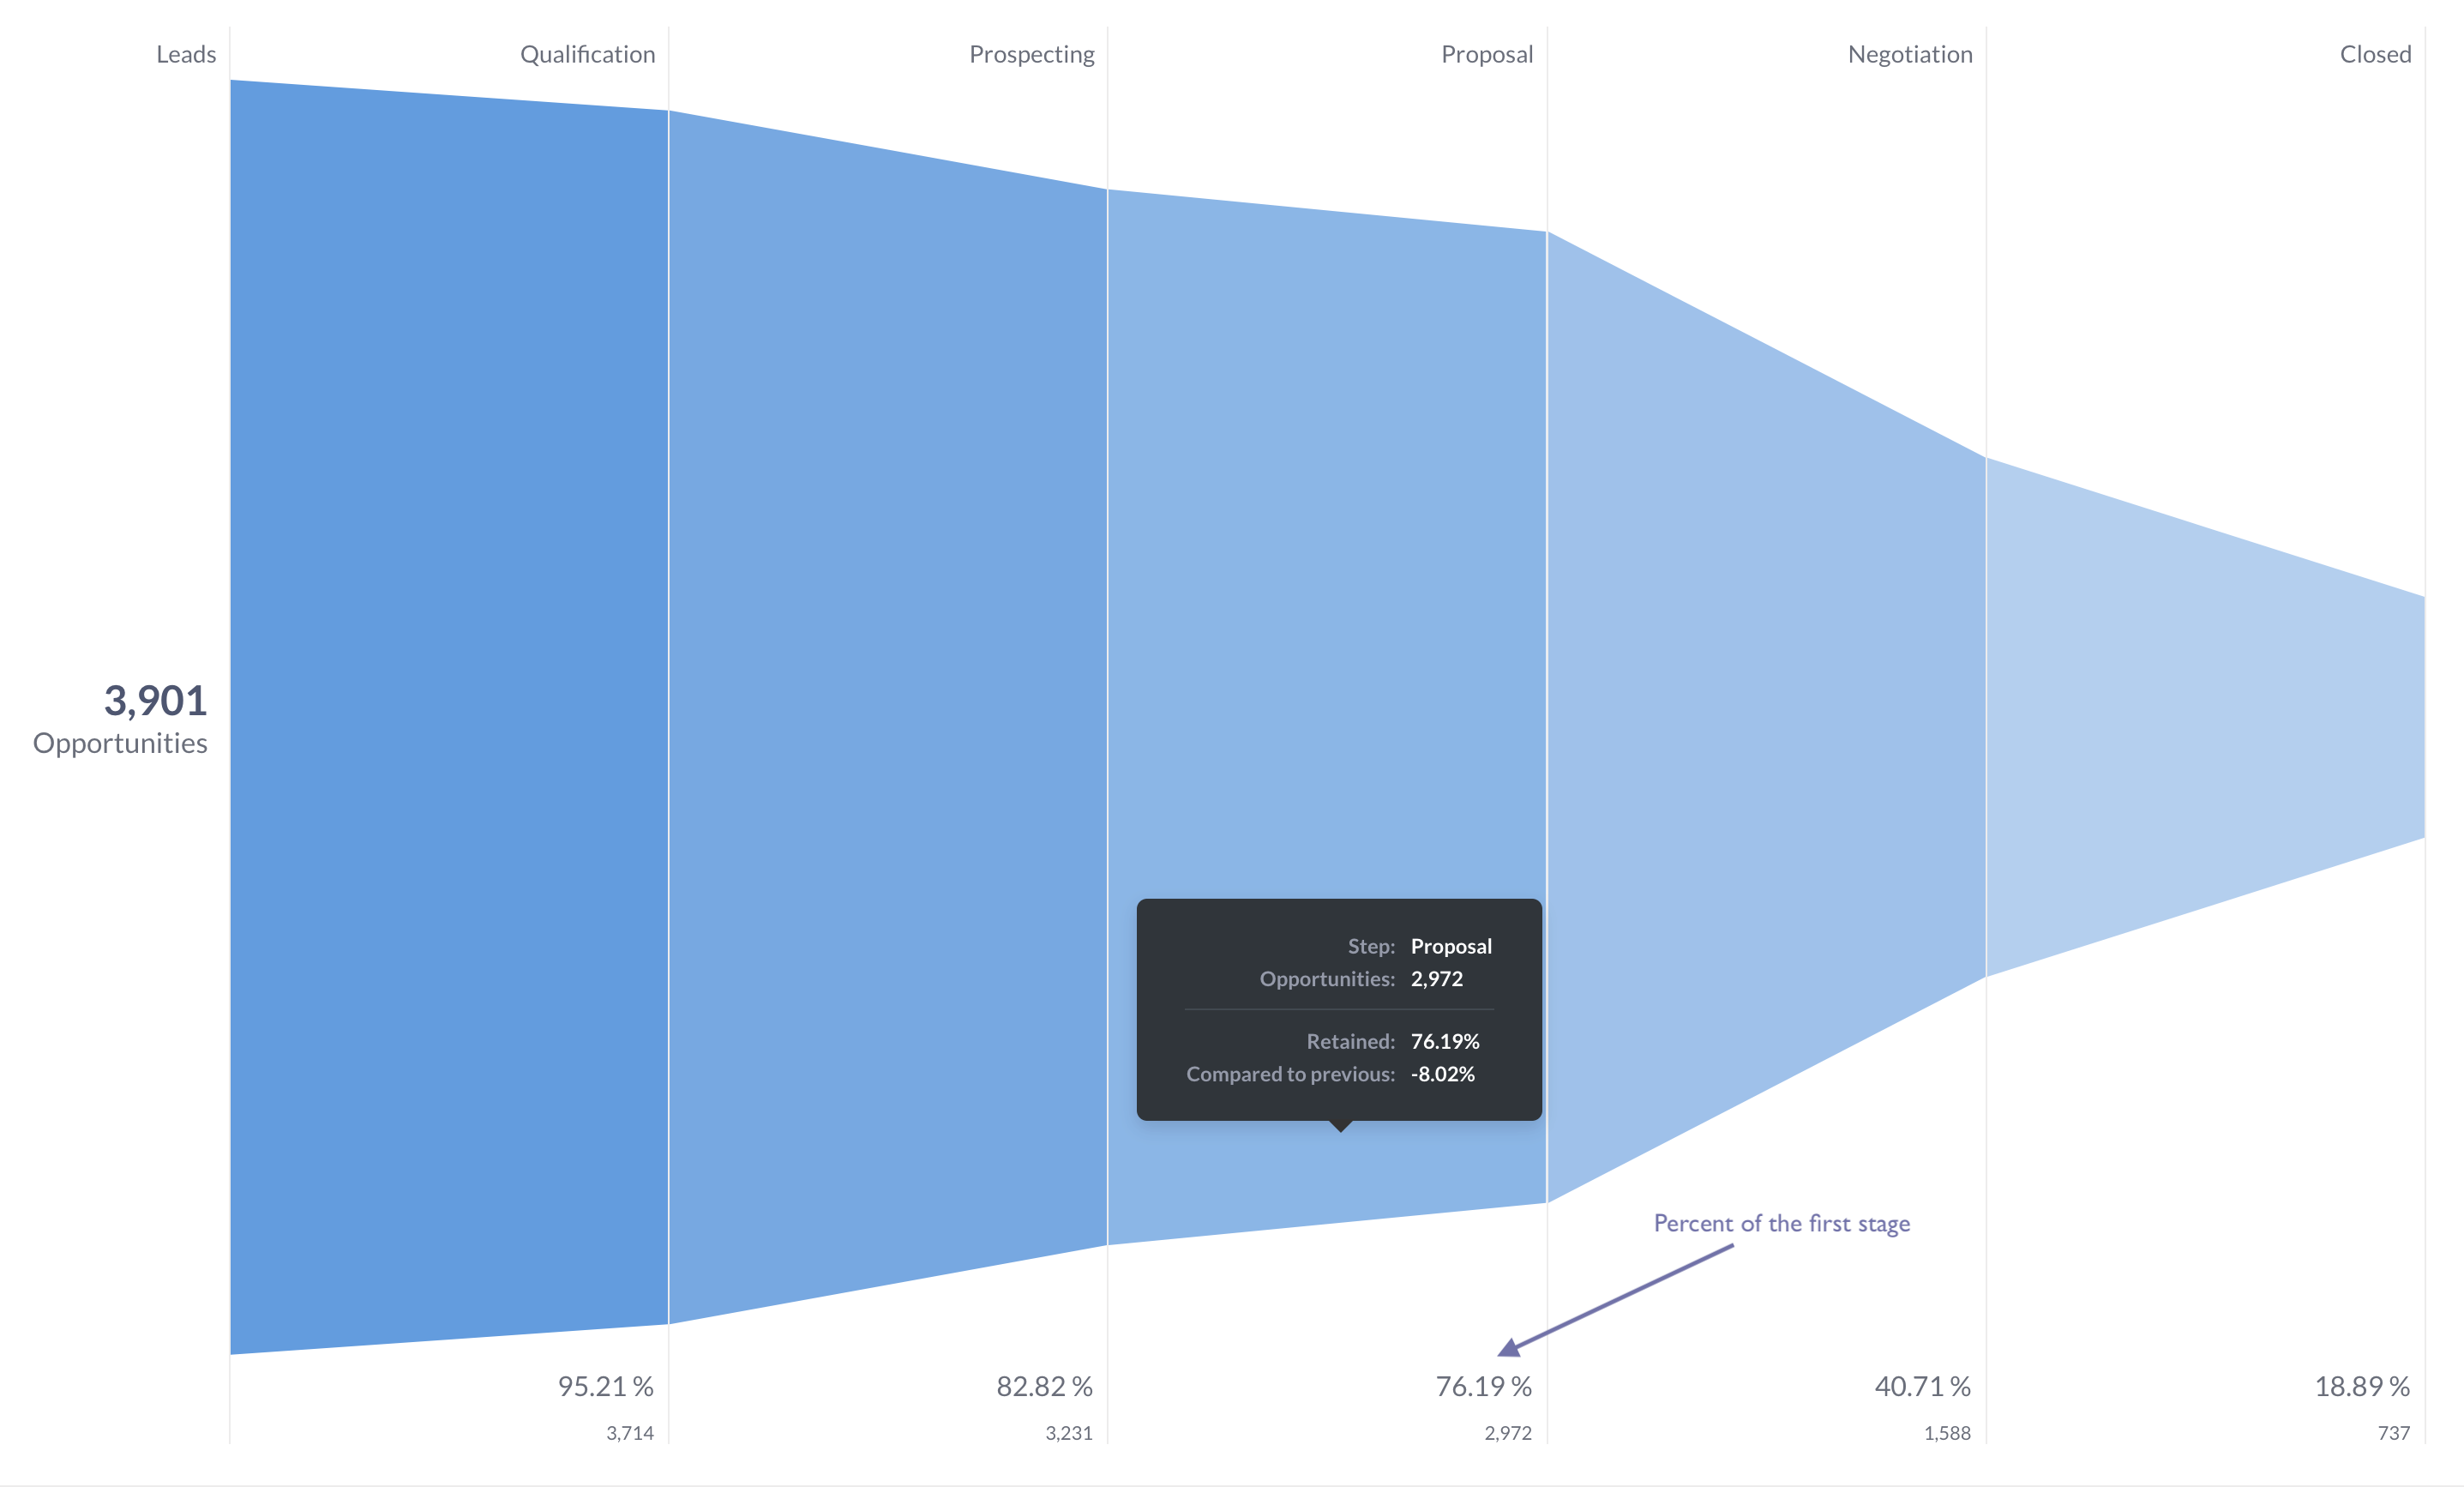 Leads
Qualification
Prospecting
Proposal
Negotiation
Closed
3,901
Opportunities
Step: Proposal
Opportunities: 2,972
Retained: 76.19%
Compared to previous: -8.02%
Percent of the first stage
95.21 %
82.82 %
76.19 %
40.71 %
18.89 %
3,714
3,231
2,972
1,588
737